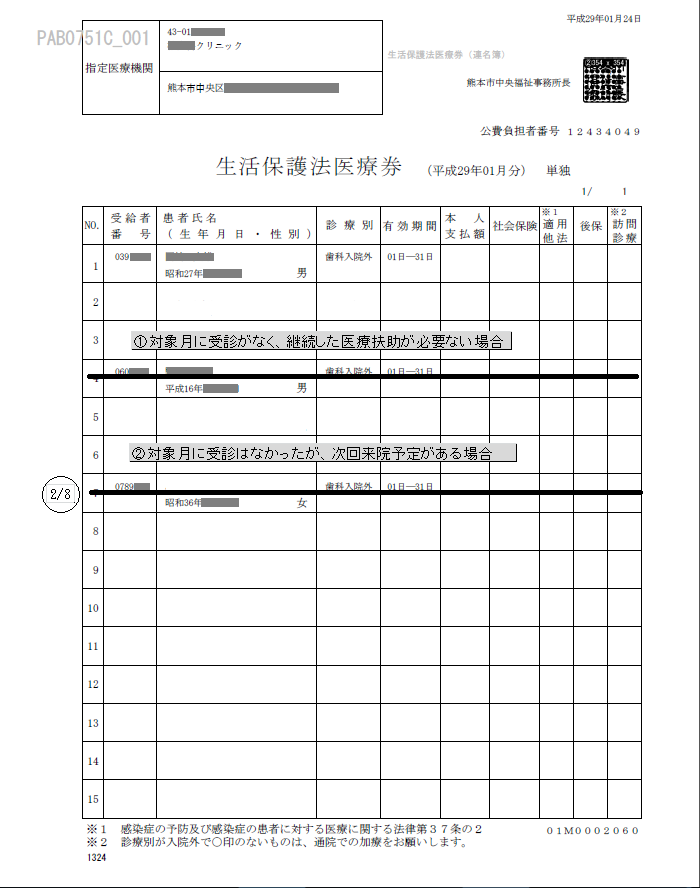 平成29年01月24日
PAB0751C_001
43-01
クリニック
生活保護法医療券（連名簿）
指定医療機関
熊本市中央区
熊本市中央福祉事務所長
公費負担者番号 １２４３４０４９
生活保護法医療券 （平成29年01月分） 単独
1/ 1
NO. 受給者番号 患者氏名（生年月日・性別） 診療別 有効期間 本人支払額 社会保険 ※１適用他法 後保 ※２訪問診療
1 039 歯科入院外 01日―31日
昭和27年 男
2
3 ①対象月に受診がなく、継続した医療扶助が必要ない場合
4 060 歯科入院外 01日―31日
平成16年 男
5
6 ②対象月に受診はなかったが、次回来院予定がある場合
2/8 7 0789 歯科入院外 01日―31日
昭和36年 女
8
9
10
11
12
13
14
15
※１ 感染症の予防及び感染症の患者に対する医療に関する法律第３７条の２
０１Ｍ０００２０６０
※２ 診療別が入院外で○印のないものは、通院での加療をお願いします。
1324